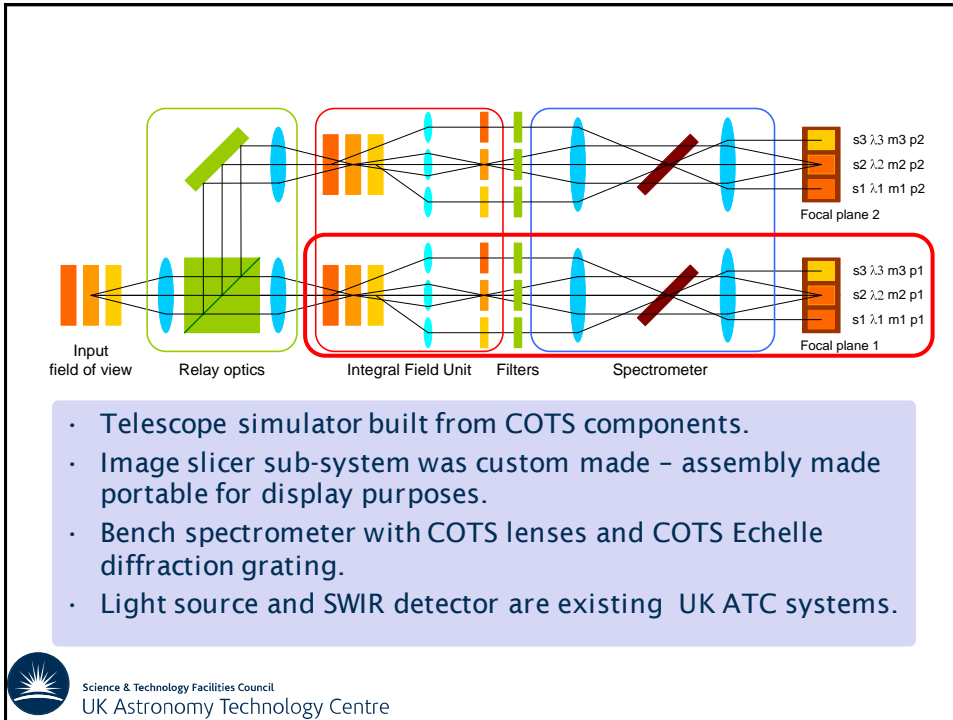 s3 λ3 m3 p2
s2 λ2 m2 p2
s1 λ1 m1 p2
Focal plane 2
s3 λ3 m3 p1
s2 λ2 m2 p1
s1 λ1 m1 p1
Focal plane 1
Input
field of view
Relay optics
Integral Field Unit
Filters
Spectrometer
· Telescope simulator built from COTS components.
· Image slicer sub-system was custom made – assembly made
portable for display purposes.
· Bench spectrometer with COTS lenses and COTS Echelle
diffraction grating.
· Light source and SWIR detector are existing UK ATC systems.
Science & Technology Facilities Council
UK Astronomy Technology Centre